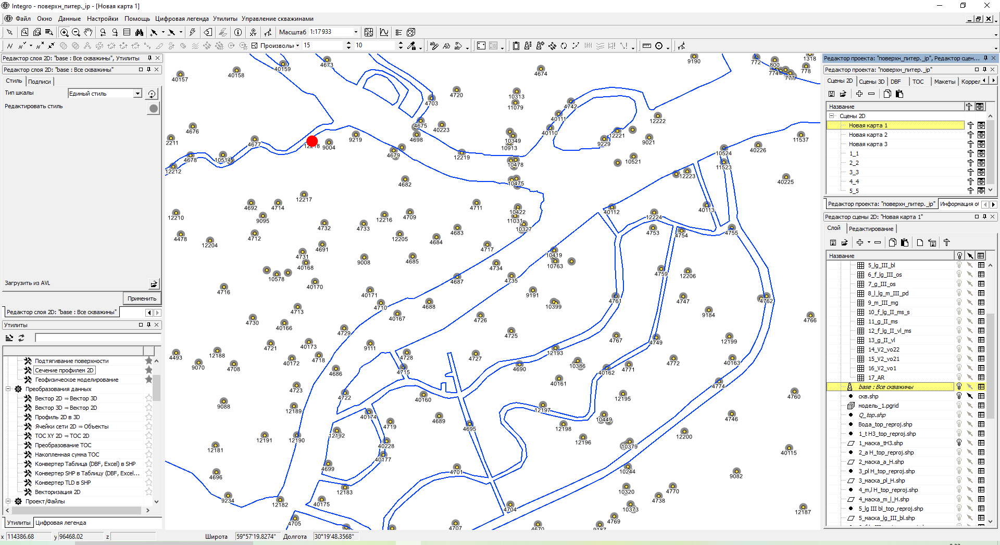 Integro - поверхн_питер._ip - [Новая карта 1]
Файл Окно Данные Настройки Помощь Цифровая легенда Утилиты Управление скважинами
Масштаб 1:17933
Произволь 15 10
Редактор слоя 2D: "base : Все скважины", Утилиты
Редактор слоя 2D: "base : Все скважины"
Стиль Подписи
Тип шкалы Единый стиль
Редактировать стиль
Загрузить из AVL
Применить
Редактор слоя 2D: "base : Все скважины"
Утилиты
Подтягивание поверхности
Сечение профилем 2D
Геофизическое моделирование
Преобразования данных
Вектор 2D ⇒ Вектор 3D
Вектор 3D ⇒ Вектор 2D
Профиль 2D в 3D
Ячейки сети 2D ⇒ Объекты
ТОС XY 2D ⇒ ТОС 2D
Преобразование ТОС
Накопленная сумма ТОС
Конвертер Таблица (DBF, Excel) в SHP
Конвертер SHP в Таблицу (DBF, Excel...
Конвертер TLD в SHP
Векторизация 2D
Проект/Файлы
Утилиты Цифровая легенда
x 114386.68 y 96468.02 z
Широта 59°57'19.8274" Долгота 30°19'48.3568"
40157
40158
40159
4673
4674
9190
772
800
774
777
1318
778
4720
10313
11079
4703
4742
40111
40110
12222
4676
2211
4677
12218
9004
9219
4675
40223
4698
10349
10913
9229
12221
9021
11537
40226
4678
10514
12212
4679
12219
10478
10521
10524
11523
12223
40225
4682
10475
12217
4692
4714
9095
12210
4711
10422
11031
10327
40112
12224
40113
12216
4709
4732
4733
4478
12204
4712
12205
4684
4683
4753
4754
4755
4691
4731
40168
9008
4685
4717
10419
10763
4734
4759
12206
10578
40170
4687
4735
4716
40171
4710
4688
9191
10399
4761
4747
4762
4713
40167
4726
9184
4766
4730
40166
4729
4725
4767
4749
12199
4721
40173
9111
4493
12188
9070
4708
40172
4718
4728
4727
12193
4772
40163
4686
4715
4690
10386
40162
4771
4723
4722
40161
4774
9088
12189
40160
12195
4760
12197
40174
4719
4689
10449
4746
4695
12198
12191
12190
12192
12196
12200
12181
40228
40177
10379
40115
4699
4696
4701
10244
9082
12183
10320
4770
9234
12182
40175
4738
4704
10373
12187
4705
4707
4670
4769
9187
Редактор проекта: "поверхн_питер._ip", Редактор сцен...
Редактор проекта: "поверхн_питер._ip"
Сцены 2D Сцены 3D DBF ТОС Макеты Коррел
Название
Сцены 2D
Новая карта 1
Новая карта 2
Новая карта 3
1_1
2_2
3_3
4_4
5_5
Редактор проекта: "поверхн_питер._ip" Информация об
Редактор сцены 2D: "Новая карта 1"
Слой Редактирование
Название
5_lg_III_bl
6_f_lg_III_os
7_g_III_os
8_l_lg_m_III_pd
9_m_III_mg
10_f_lg_II_ms_s
11_g_II_ms
12_f_lg_II_vl_ms
13_g_II_vl
14_V2_vo22
15_V2_vo21
16_V2_vo1
17_AR
base : Все скважины
скв.shp
модель_1.pgrid
Q_top.shp
Вода_top_reproj.shp
1_t H3_top_reproj.shp
1_маска_tH3.shp
2_a H_top_reproj.shp
2_маска_a_H.shp
3_pl H_top_reproj.shp
3_маска_pl_H.shp
4_m,l H_top_reproj.shp
4_маска_m_l_H.shp
5_lg III bl_top_reproj.shp
5_маска_lg_III_bl.shp